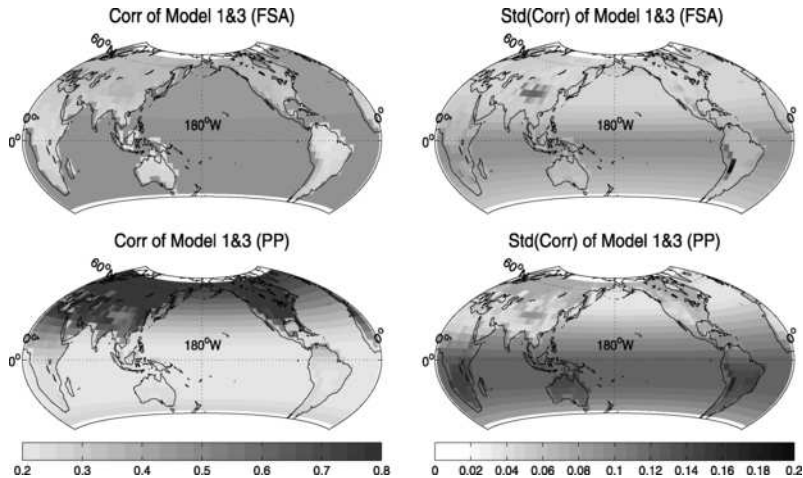 Corr of Model 1&3 (FSA)
Std(Corr) of Model 1&3 (FSA)
60°N
0°
180°W
0°
60°N
0°
180°W
0°
Corr of Model 1&3 (PP)
Std(Corr) of Model 1&3 (PP)
60°N
0°
180°W
0°
60°N
0°
180°W
0°
0.2 0.3 0.4 0.5 0.6 0.7 0.8
0 0.02 0.04 0.06 0.08 0.1 0.12 0.14 0.16 0.18 0.2